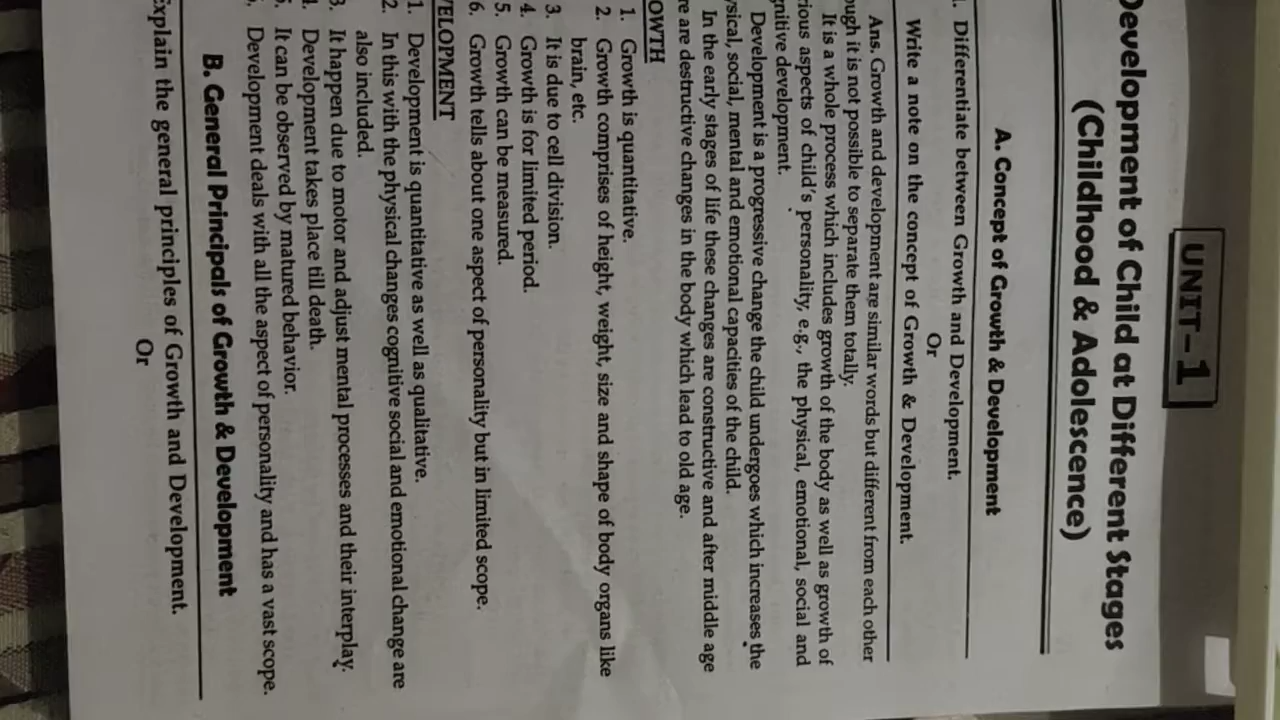 UNIT-1
Development of Child at Different Stages
(Childhood & Adolescence)
A. Concept of Growth & Development
. Differentiate between Growth and Development.
Or
Write a note on the concept of Growth & Development.
Ans. Growth and development are similar words but different from each other
it is not possible to separate them totally.
It is a whole process which includes growth of the body as well as growth of
aspects of child's personality, e.g., the physical, emotional, social and
development.
Development is a progressive change the child undergoes which increases the
social, mental and emotional capacities of the child.
In the early stages of life these changes are constructive and after middle age
are destructive changes in the body which lead to old age.
OWTH
1. Growth is quantitative.
2. Growth comprises of height, weight, size and shape of body organs like
brain, etc.
3. It is due to cell division.
4. Growth is for limited period.
5. Growth can be measured.
6. Growth tells about one aspect of personality but in limited scope.
VELOPMENT
1. Development is quantitative as well as qualitative.
2. In this with the physical changes cognitive social and emotional change are
also included.
3. It happen due to motor and adjust mental processes and their interplay.
Development takes place till death.
It can be observed by matured behavior.
Development deals with all the aspect of personality and has a vast scope.
B. General Principals of Growth & Development
Explain the general principles of Growth and Development.
Or